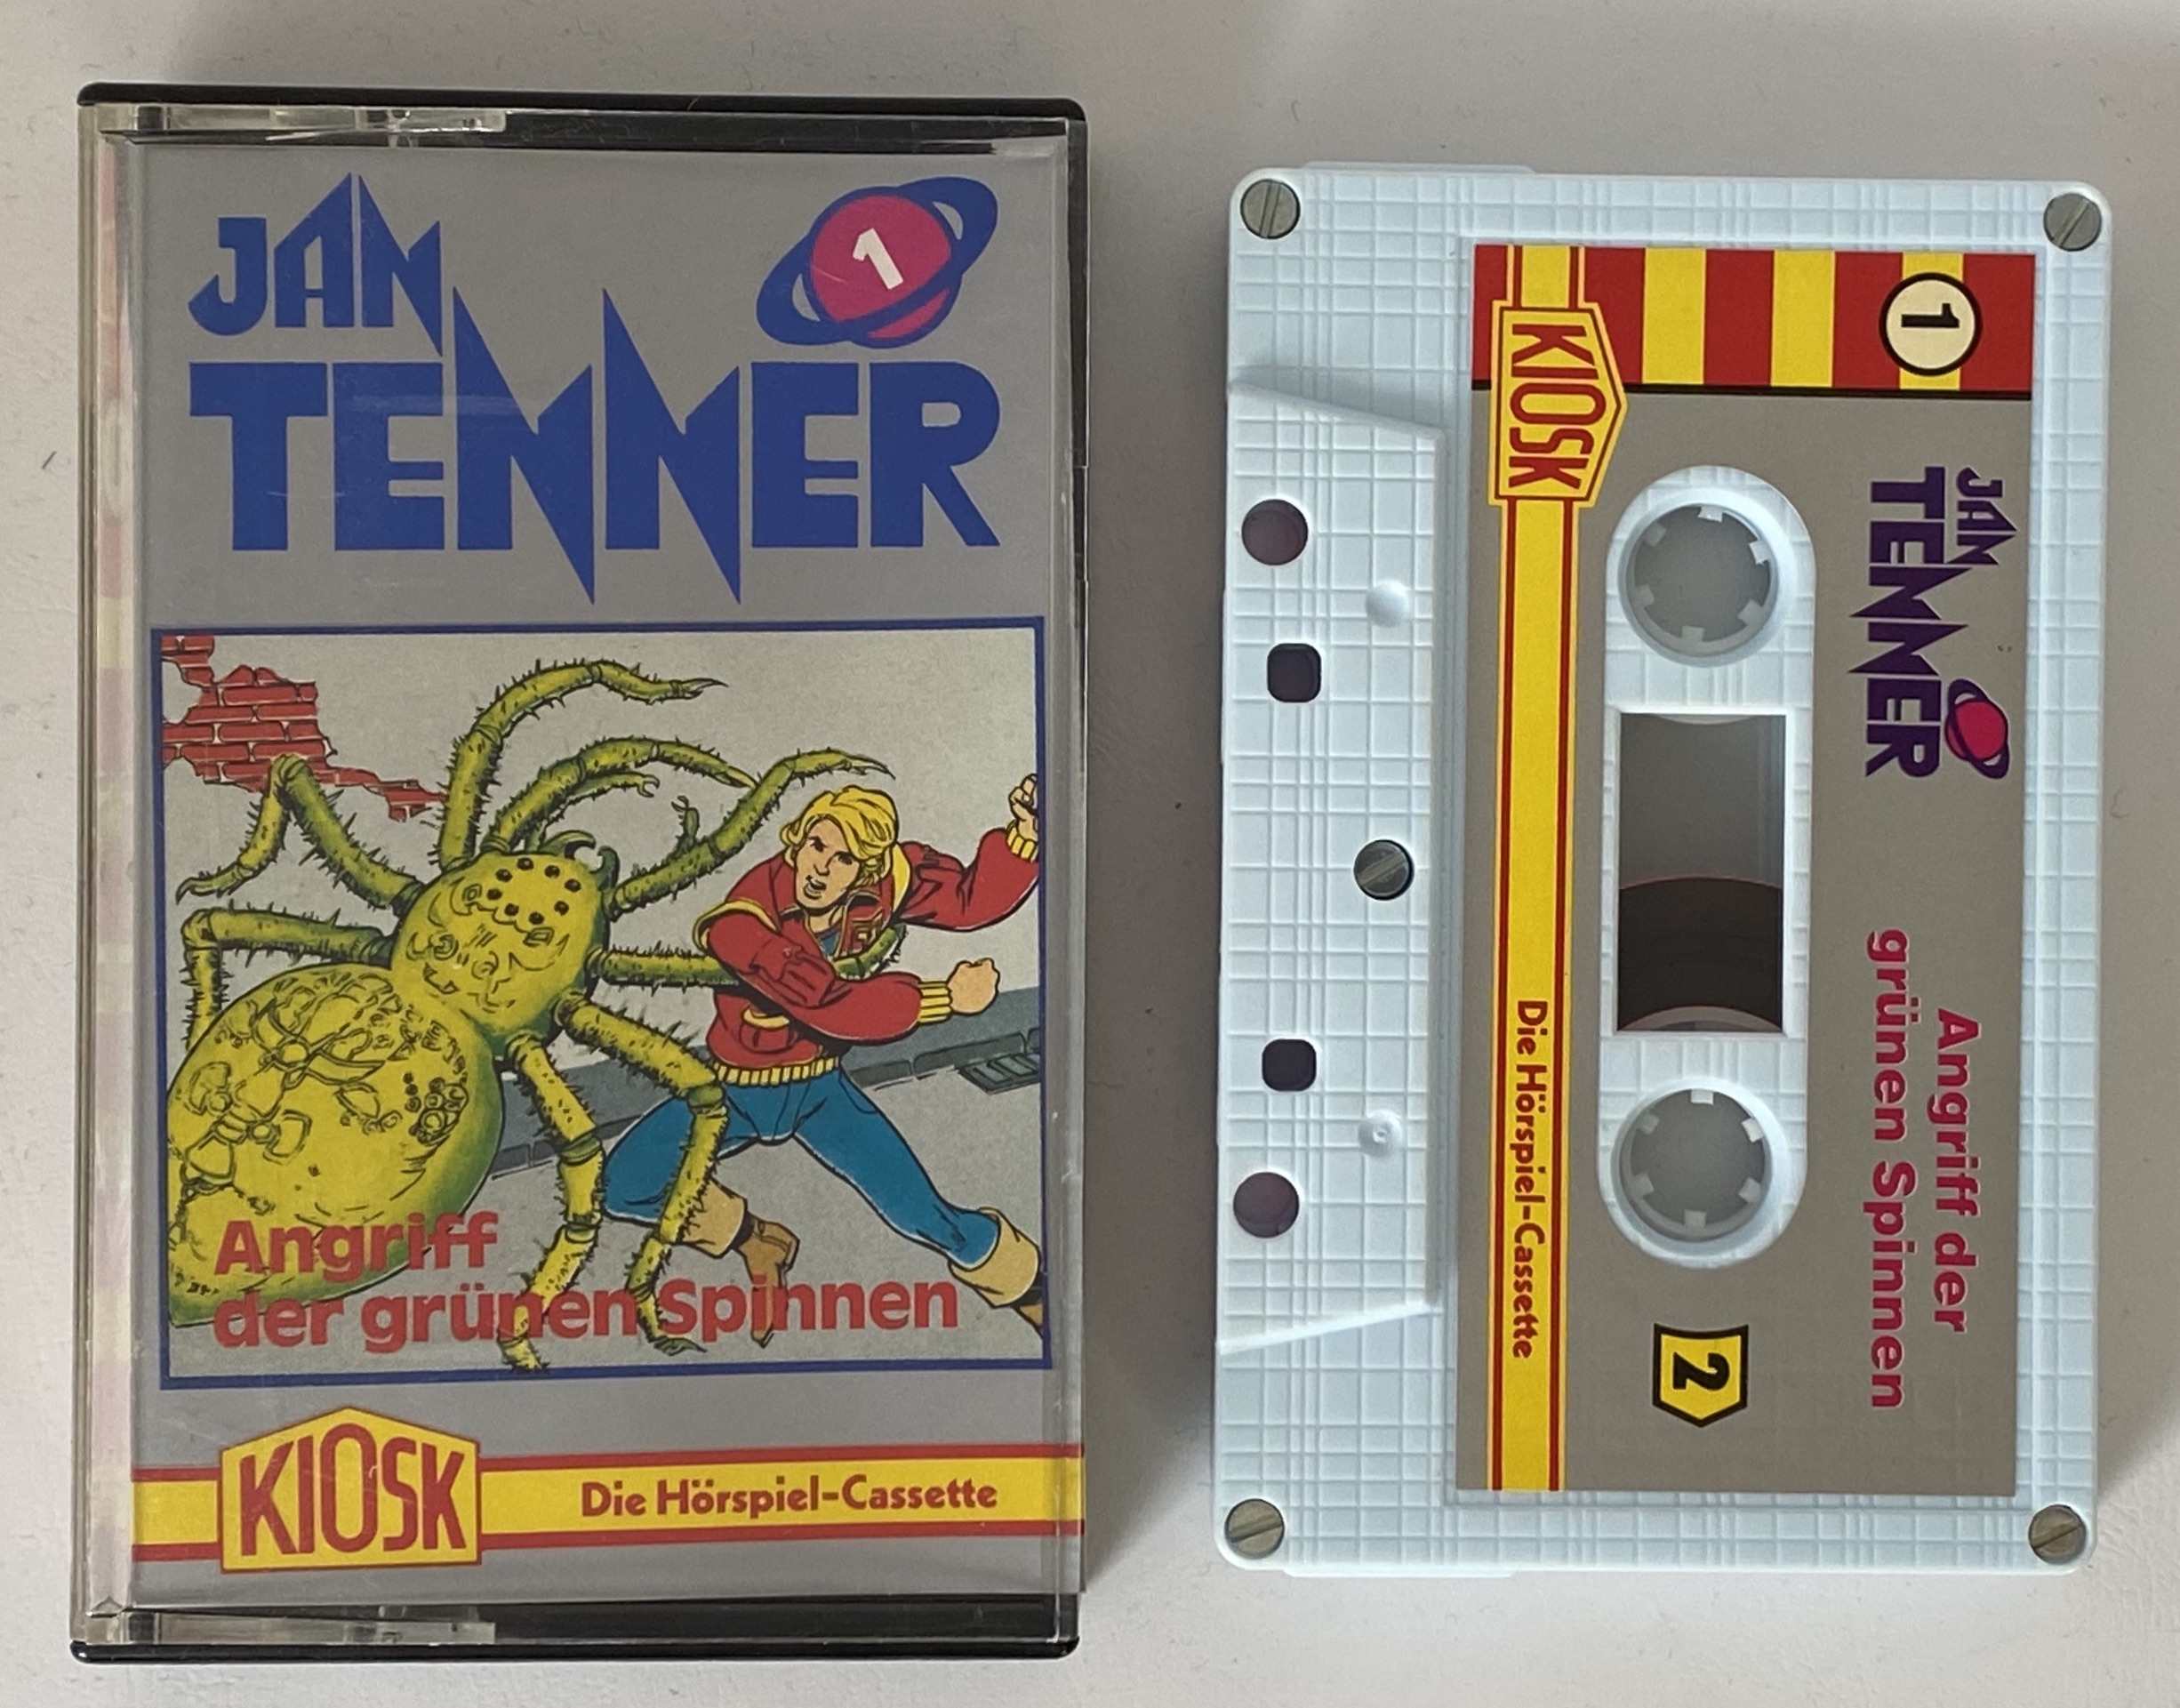 JAN
TENNER
1
Angriff
der grünen Spinnen
KIOSK
Die Hörspiel-Cassette
1
JAN
TENNER
Angriff der
grünen Spinnen
2
KIOSK
Die Hörspiel-Cassette